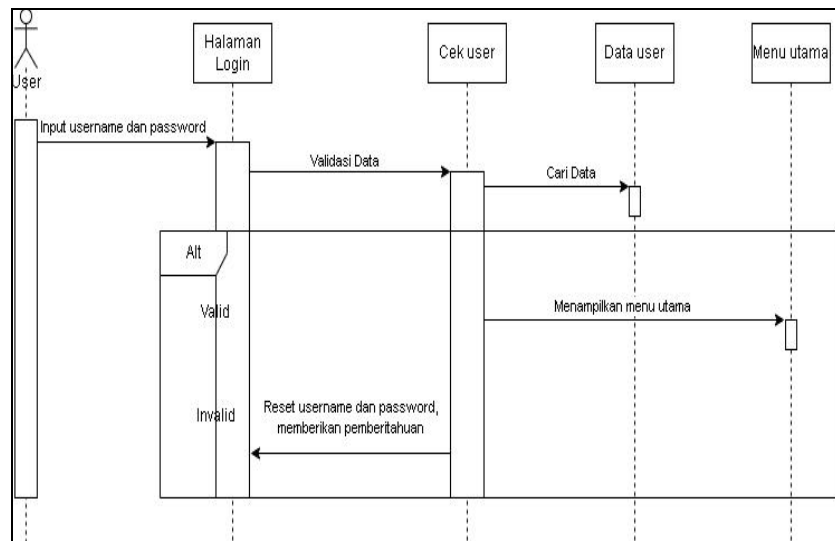 User
Halaman
Login
Cek user
Data user
Menu utama
Input username dan password
Validasi Data
Cari Data
Alt
Valid
Menampilkan menu utama
Invalid
Reset username dan password,
memberikan pemberitahuan